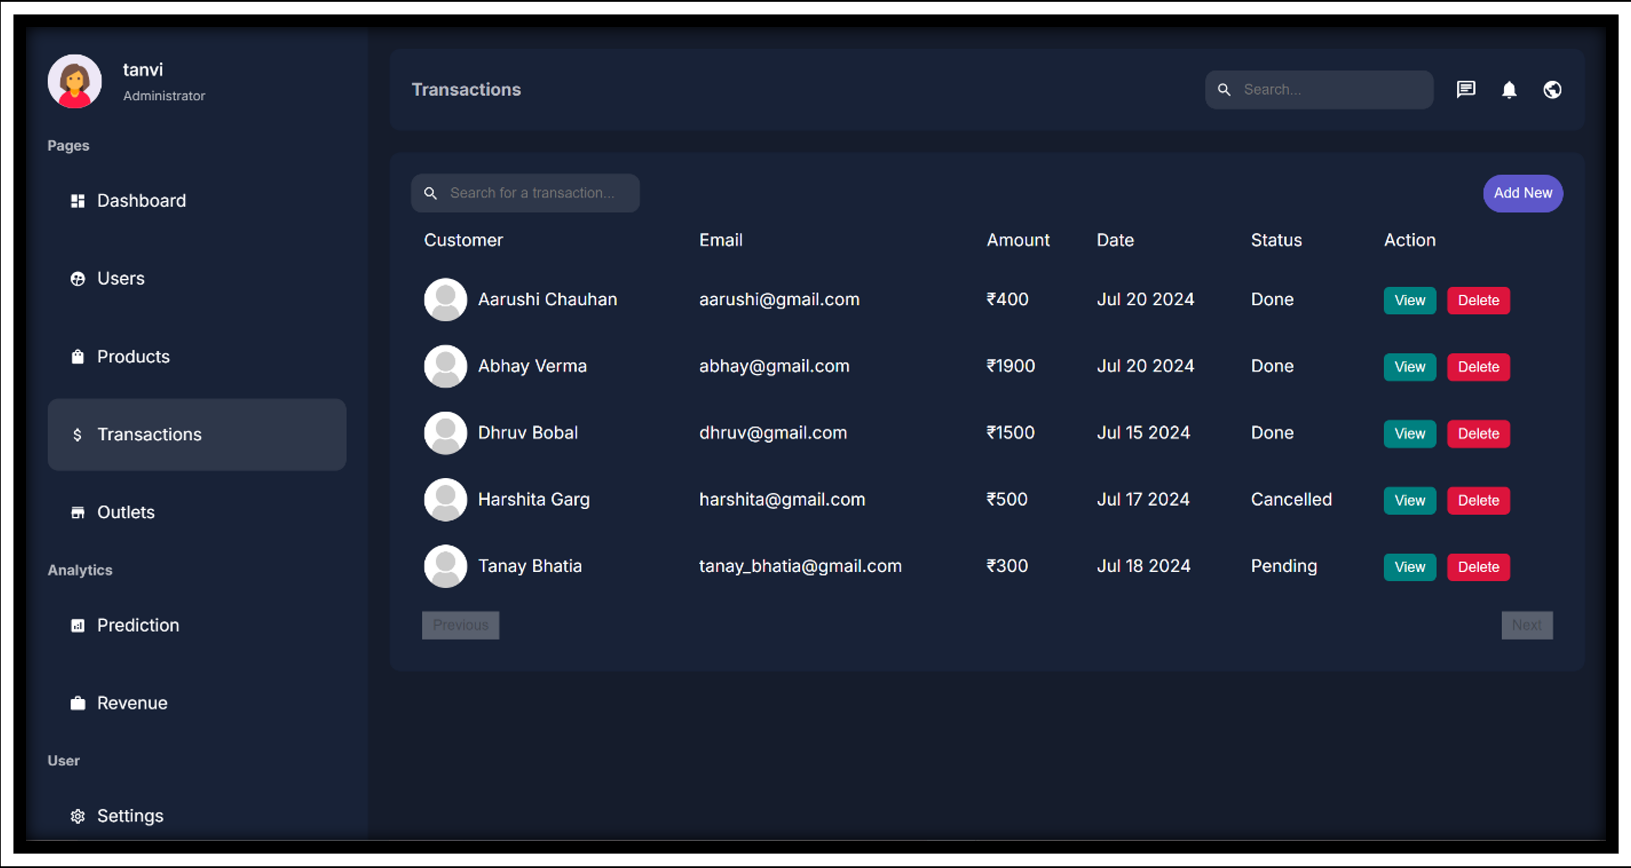 tanvi
Administrator
Pages
Dashboard
Users
Products
Transactions
Outlets
Analytics
Prediction
Revenue
User
Settings
Transactions
Search...
Search for a transaction...
Add New
Customer Email Amount Date Status Action
Aarushi Chauhan aarushi@gmail.com ₹400 Jul 20 2024 Done View Delete
Abhay Verma abhay@gmail.com ₹1900 Jul 20 2024 Done View Delete
Dhruv Bobal dhruv@gmail.com ₹1500 Jul 15 2024 Done View Delete
Harshita Garg harshita@gmail.com ₹500 Jul 17 2024 Cancelled View Delete
Tanay Bhatia tanay_bhatia@gmail.com ₹300 Jul 18 2024 Pending View Delete
Previous Next